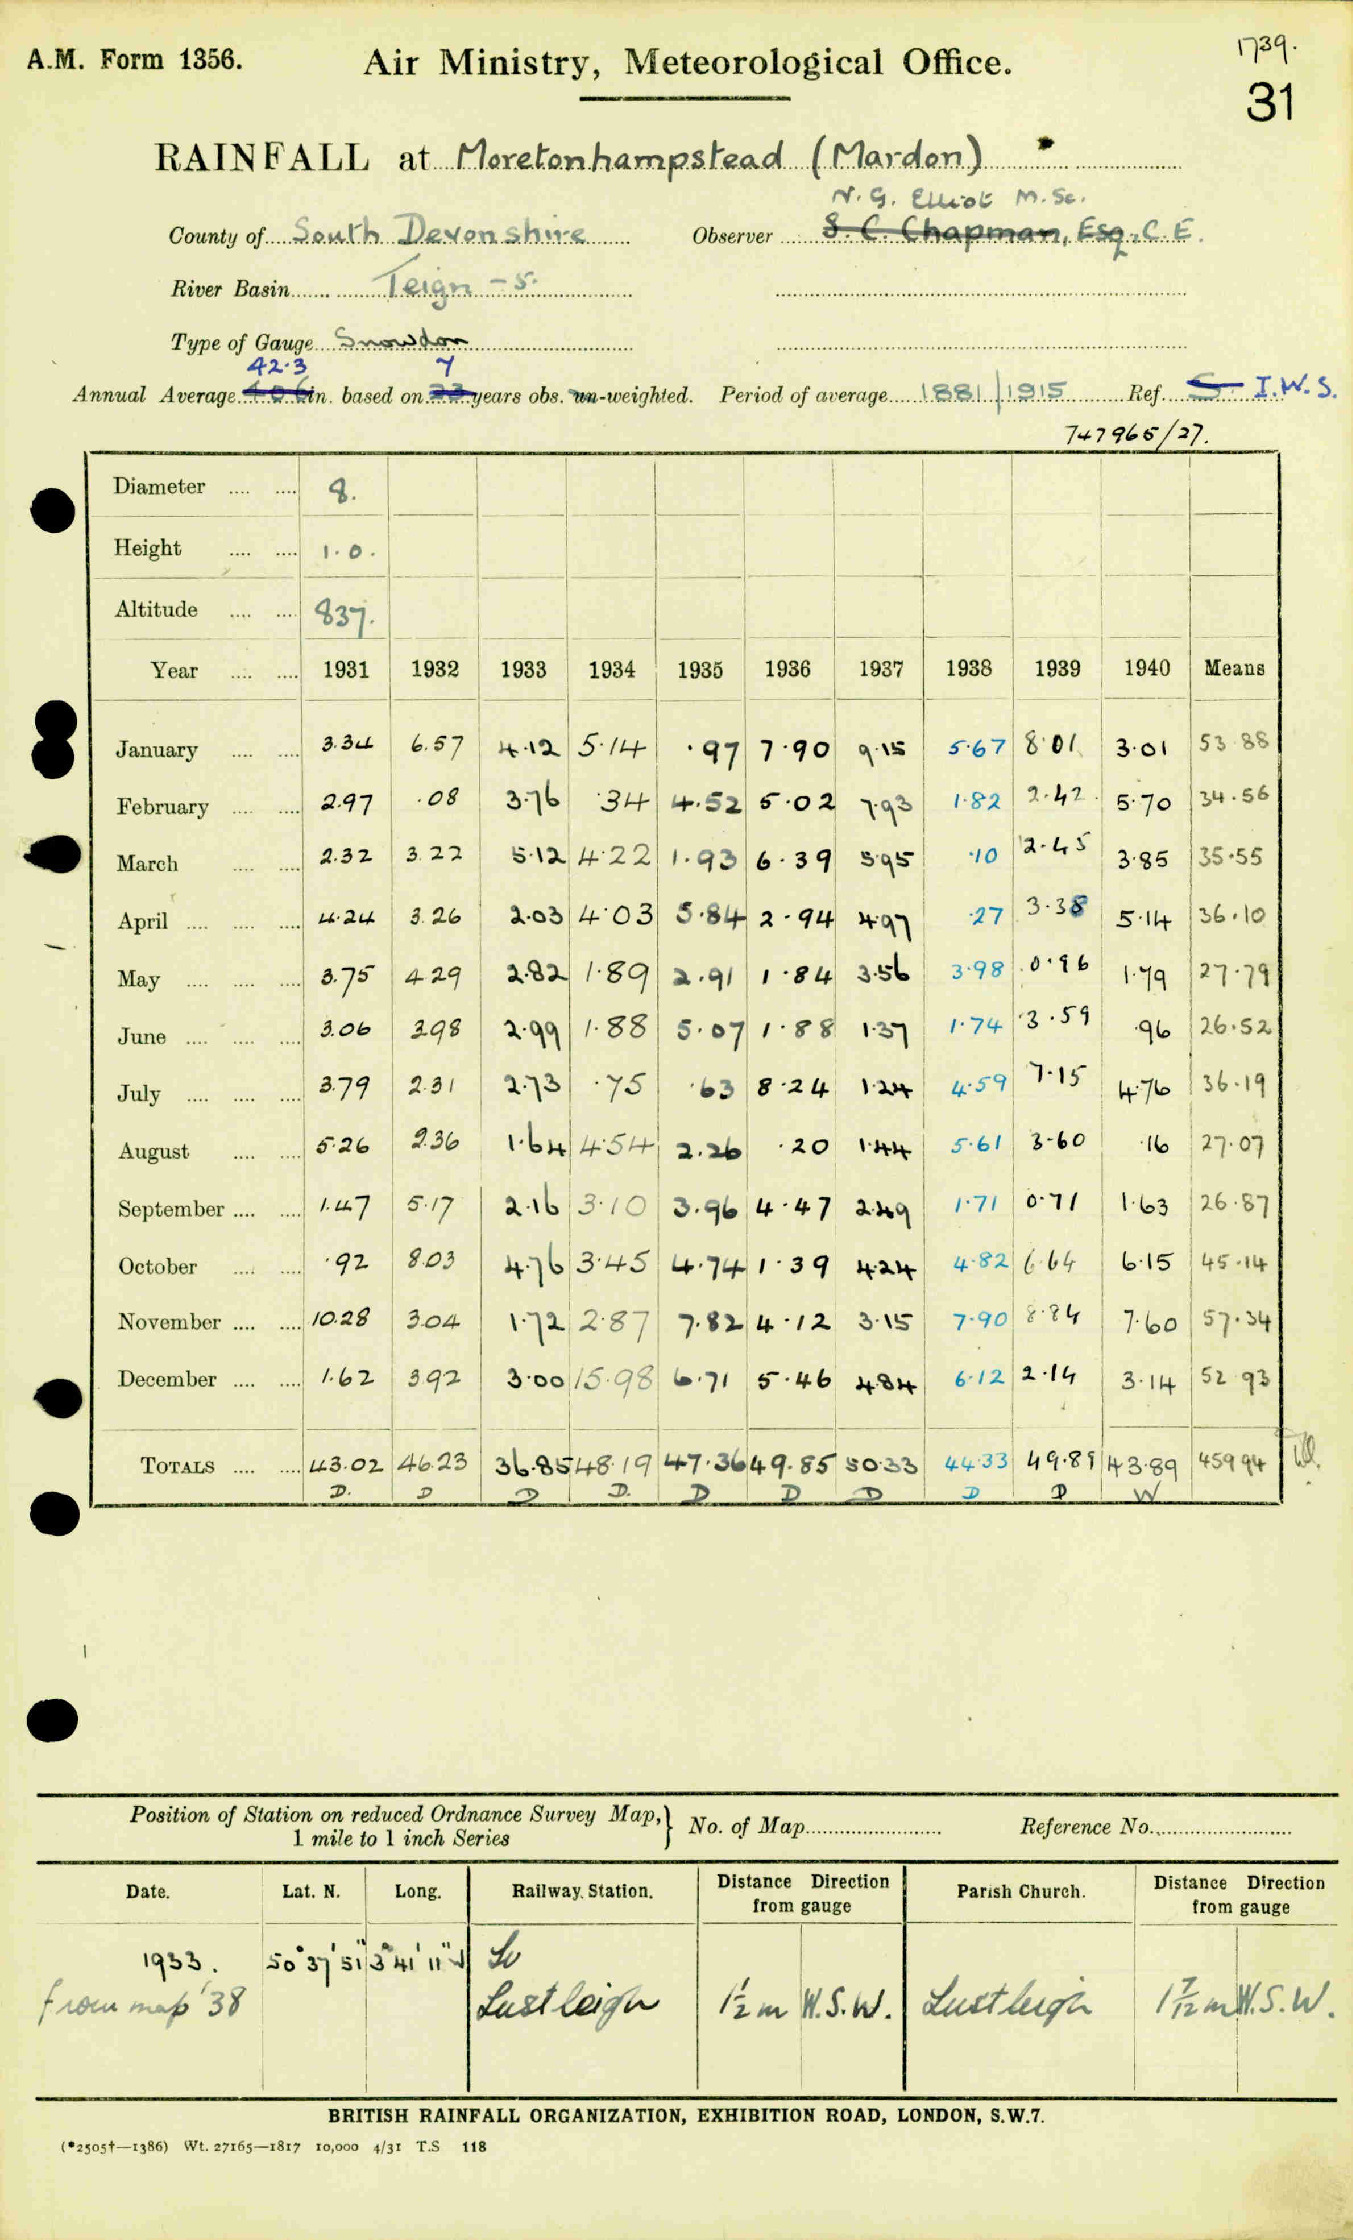 1739.
A.M. Form 1356. Air Ministry, Meteorological Office.
31
RAINFALL at Moretonhampstead (Mardon)
N. G. Elliot M.Sc.
County of South Devonshire Observer S. C. Chapman, Esq., C.E.
River Basin Teign - 5.
Type of Gauge Snowdon
42.3 7
Annual Average 40.6 in. based on 23 years obs. un-weighted. Period of average 1881/1915 Ref. S. I.W.S.
747965/27.
Diameter 8.
Height 1.0.
Altitude 837.
Year 1931 1932 1933 1934 1935 1936 1937 1938 1939 1940 Means
January 3.34 6.57 4.12 5.14 .97 7.90 9.15 5.67 8.01 3.01 53.88
February 2.97 .08 3.76 .34 4.52 5.02 7.93 1.82 2.42 5.70 34.56
March 2.32 3.22 5.12 4.22 1.93 6.39 5.95 .10 2.45 3.85 35.55
April 4.24 3.26 2.03 4.03 5.84 2.94 4.97 .27 3.38 5.14 36.10
May 3.75 4.29 2.82 1.89 2.91 1.84 3.56 3.98 0.96 1.79 27.79
June 3.06 3.98 2.99 1.88 5.07 1.88 1.37 1.74 3.59 .96 26.52
July 3.79 2.31 2.73 .75 .63 8.24 1.24 4.59 7.15 4.76 36.19
August 5.26 2.36 1.64 4.54 2.26 .20 1.44 5.61 3.60 .16 27.07
September 1.47 5.17 2.16 3.10 3.96 4.47 2.49 1.71 0.71 1.63 26.87
October .92 8.03 4.76 3.45 4.74 1.39 4.24 4.82 6.64 6.15 45.14
November 10.28 3.04 1.72 2.87 7.82 4.12 3.15 7.90 8.84 7.60 57.34
December 1.62 3.92 3.00 15.98 6.71 5.46 4.84 6.12 2.14 3.14 52.93
TOTALS 43.02 46.23 36.85 48.19 47.36 49.85 50.33 44.33 49.89 43.89 459.94
D. D D D. D D D D D W
Position of Station on reduced Ordnance Survey Map,} No. of Map Reference No.
1 mile to 1 inch Series
Date. Lat. N. Long. Railway Station. Distance Direction from gauge Parish Church. Distance Direction from gauge
1933. 50° 37' 51" 3° 41' 11" W
from map '38 Lustleigh 1½ m W.S.W. Lustleigh 1 7/12 m W.S.W.
BRITISH RAINFALL ORGANIZATION, EXHIBITION ROAD, LONDON, S.W.7.
(*2505†—1386) Wt. 27165—1817 10,000 4/31 T.S 118